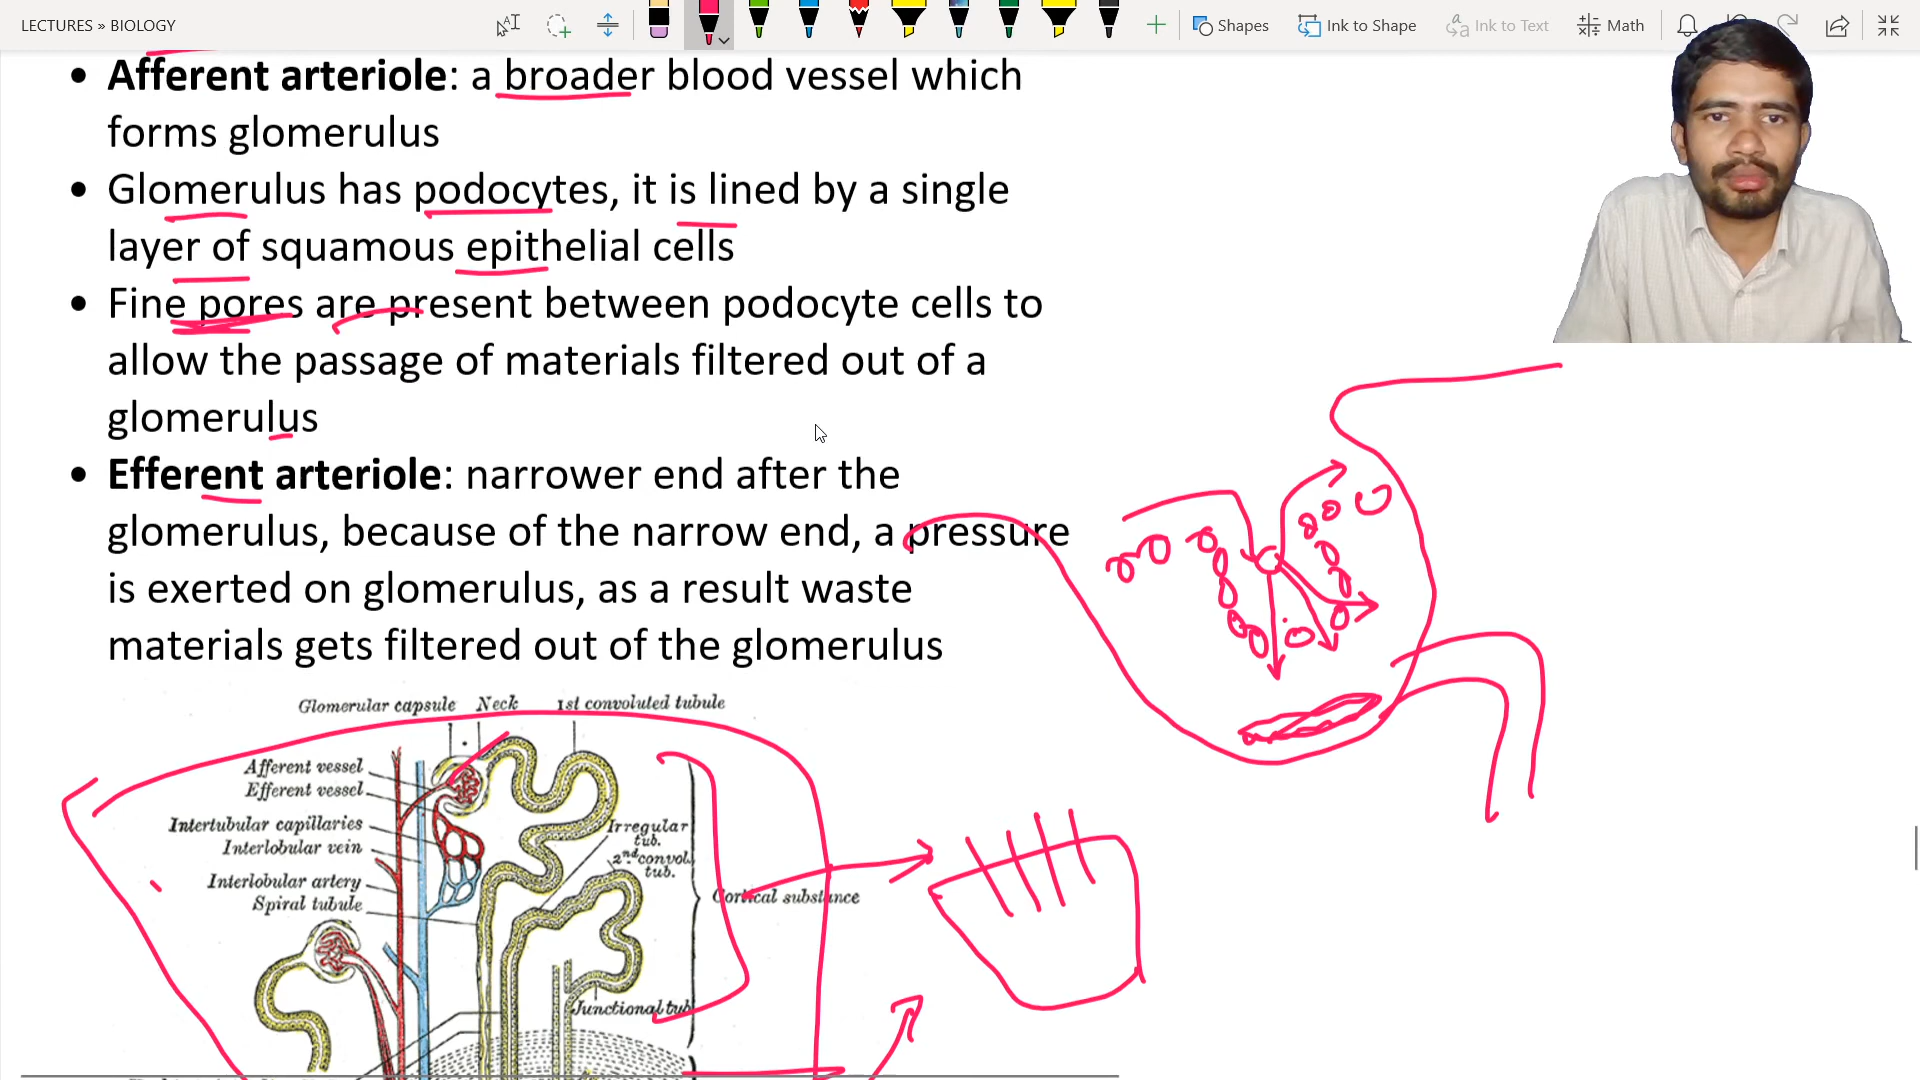 LECTURES » BIOLOGY
Shapes
Ink to Shape
Ink to Text
Math
• Afferent arteriole: a broader blood vessel which
forms glomerulus
• Glomerulus has podocytes, it is lined by a single
layer of squamous epithelial cells
• Fine pores are present between podocyte cells to
allow the passage of materials filtered out of a
glomerulus
• Efferent arteriole: narrower end after the
glomerulus, because of the narrow end, a pressure
is exerted on glomerulus, as a result waste
materials gets filtered out of the glomerulus
Glomerular capsule Neck 1st convoluted tubule
Afferent vessel
Efferent vessel
Intertubular capillaries
Interlobular vein
Interlobular artery
Spiral tubule
Irregular
tub.
2nd convol.
tub.
Cortical substance
Junctional tub